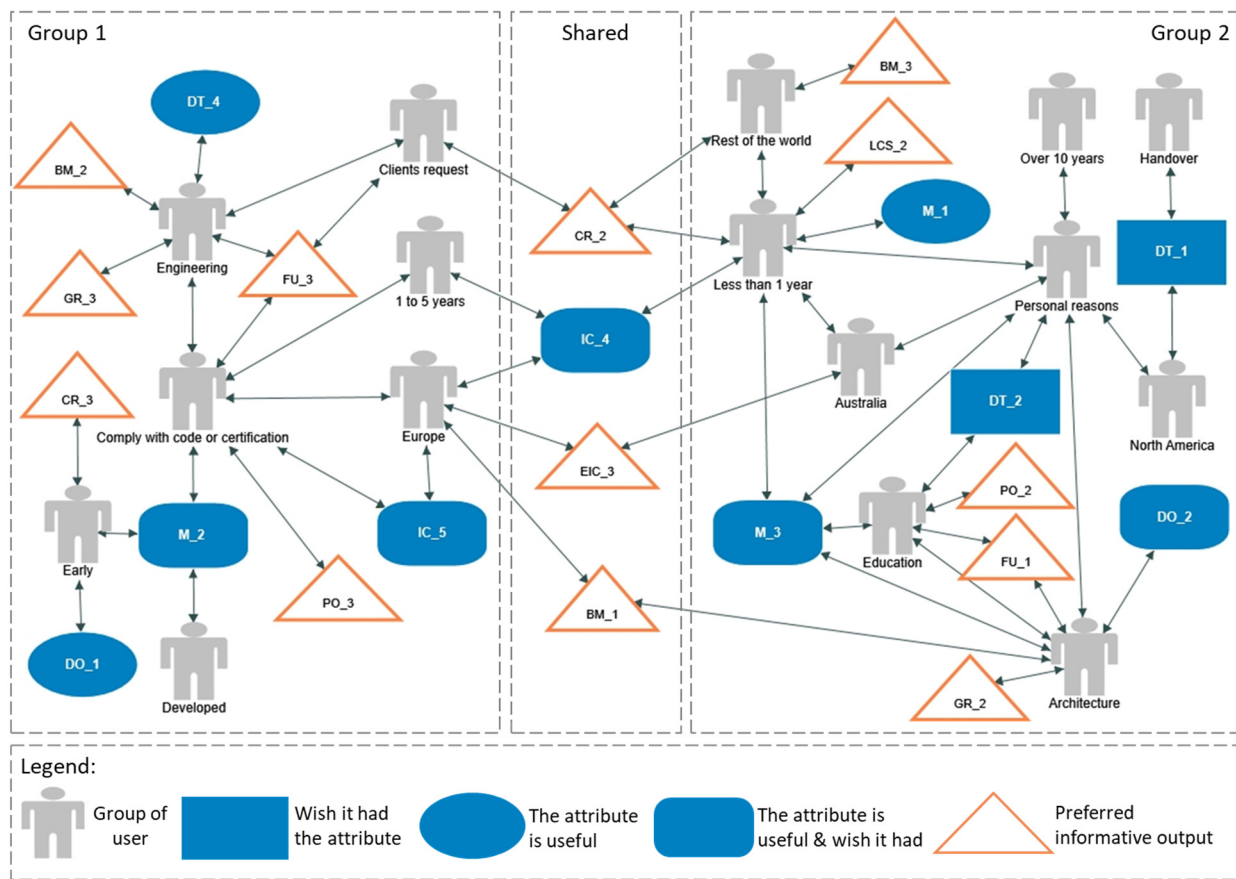 Group 1
Shared
Group 2
DT_4
BM_2
Clients request
Engineering
GR_3
FU_3
1 to 5 years
CR_3
Comply with code or certification
Europe
Early
M_2
IC_5
PO_3
DO_1
Developed
CR_2
IC_4
EIC_3
BM_1
BM_3
Rest of the world
LCS_2
Over 10 years
Handover
M_1
DT_1
Less than 1 year
Personal reasons
Australia
DT_2
North America
PO_2
DO_2
M_3
Education
FU_1
GR_2
Architecture
Legend:
Group of
user
Wish it had
the attribute
The attribute
is useful
The attribute is
useful & wish it had
Preferred
informative output